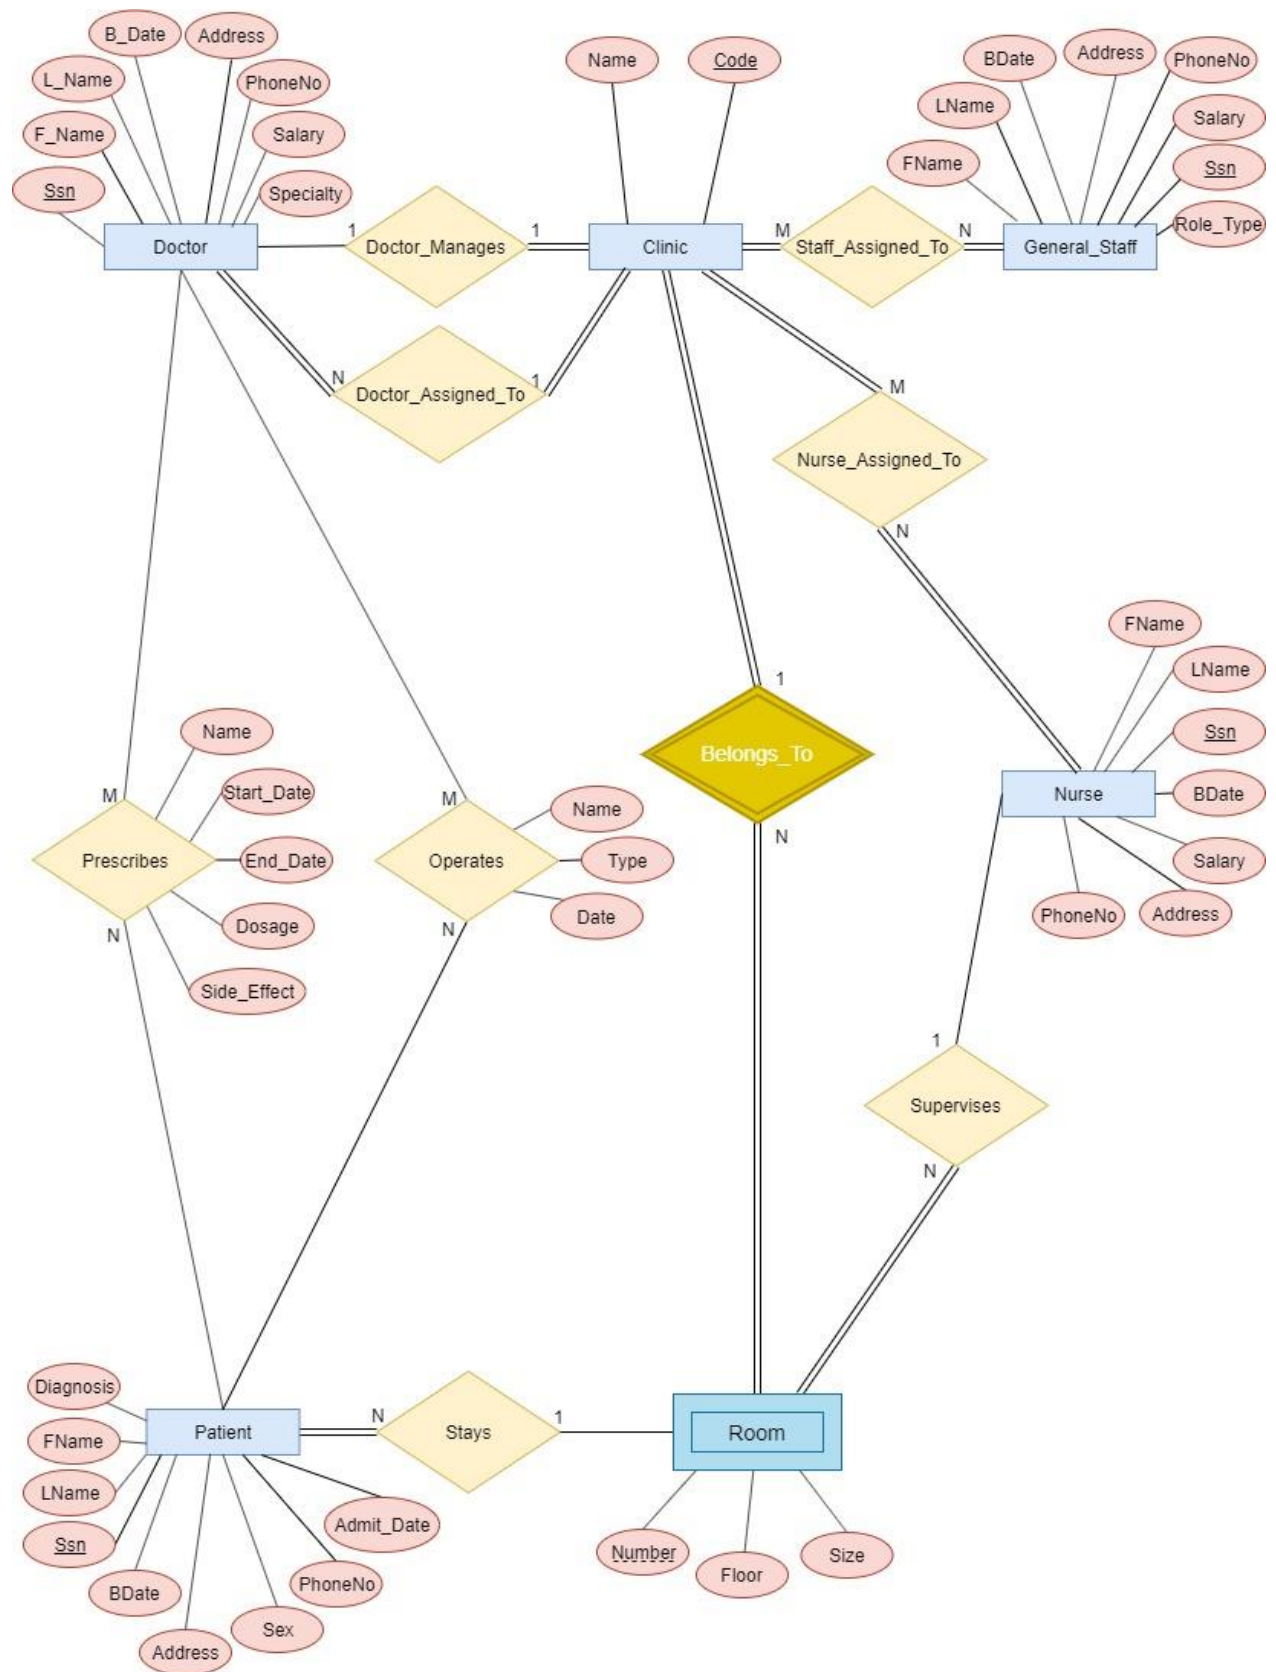 B_Date
Address
L_Name
PhoneNo
F_Name
Salary
Ssn
Specialty
Doctor
1
Doctor_Manages
1
Name
Code
Clinic
M
Staff_Assigned_To
N
BDate
Address
PhoneNo
LName
Salary
FName
Ssn
Role_Type
General_Staff
N
Doctor_Assigned_To
1
M
Nurse_Assigned_To
N
FName
LName
Ssn
BDate
Salary
Address
PhoneNo
Nurse
1
Belongs_To
N
M
Prescribes
N
Name
Start_Date
End_Date
Dosage
Side_Effect
M
Operates
N
Name
Type
Date
1
Supervises
N
Diagnosis
FName
LName
Ssn
BDate
Address
Sex
PhoneNo
Admit_Date
Patient
N
Stays
1
Room
Number
Floor
Size